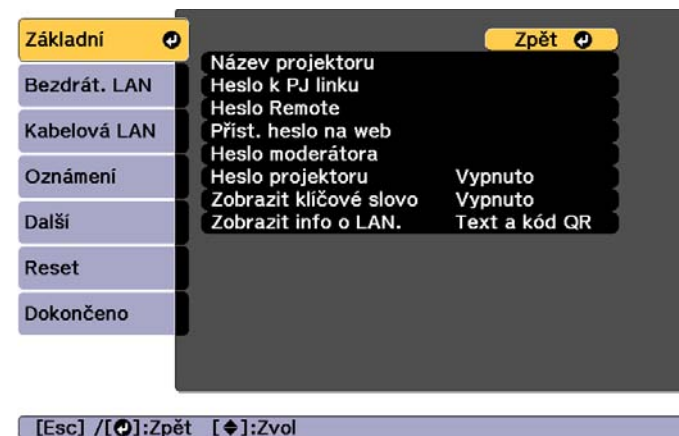 Základní
Bezdrát. LAN
Kabelová LAN
Oznámení
Další
Reset
Dokončeno
Zpět
Název projektoru
Heslo k PJ linku
Heslo Remote
Příst. heslo na web
Heslo moderátora
Heslo projektoru Vypnuto
Zobrazit klíčové slovo Vypnuto
Zobrazit info o LAN. Text a kód QR
[Esc] /[↵]:Zpět [◆]:Zvol